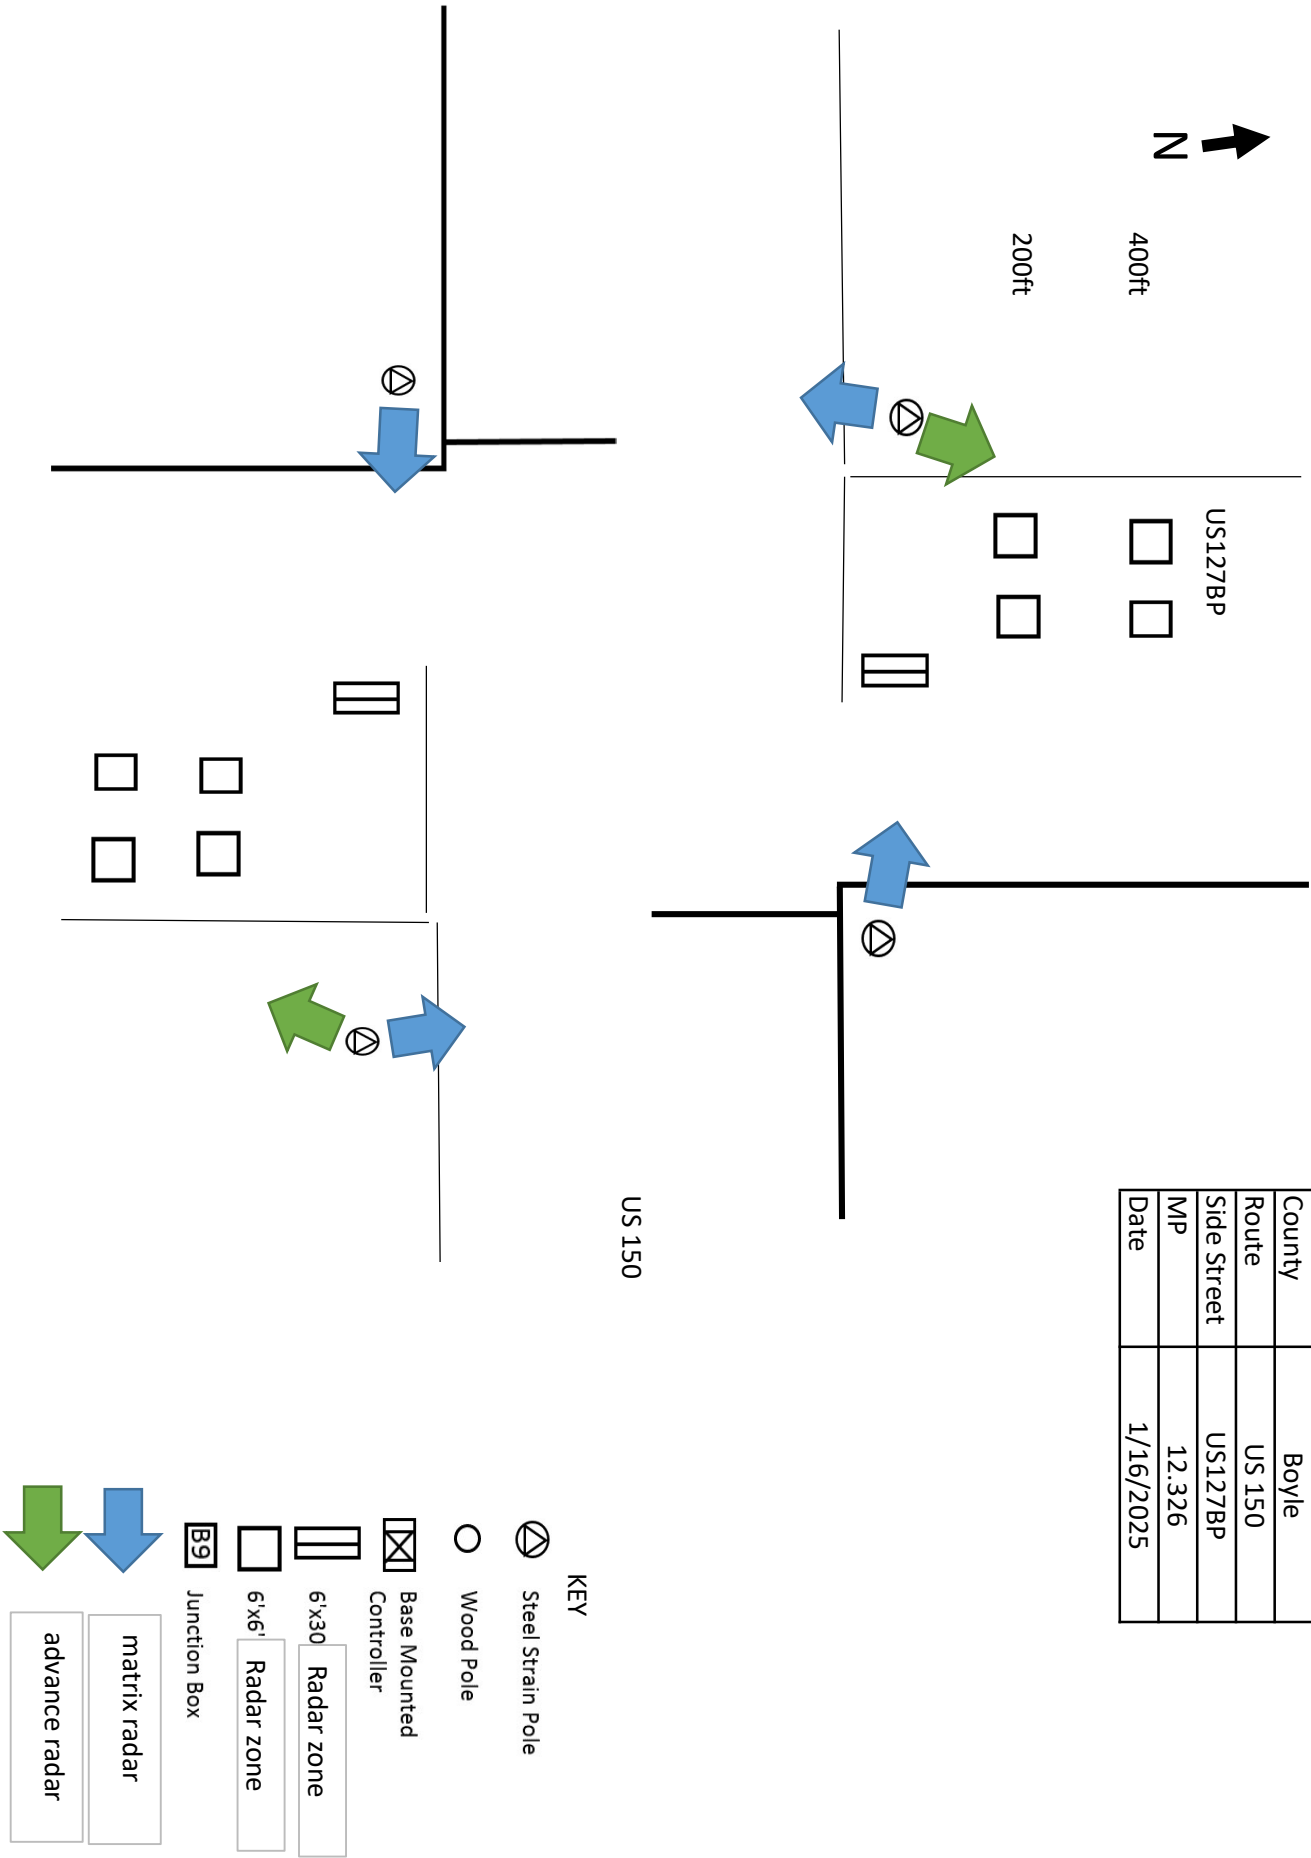 N
400ft
200ft
US127BP
County Boyle
Route US 150
Side Street US127BP
MP 12.326
Date 1/16/2025
US 150
KEY
Steel Strain Pole
Wood Pole
Base Mounted
Controller
6'x30 Radar zone
6'x6' Radar zone
B9 Junction Box
matrix radar
advance radar